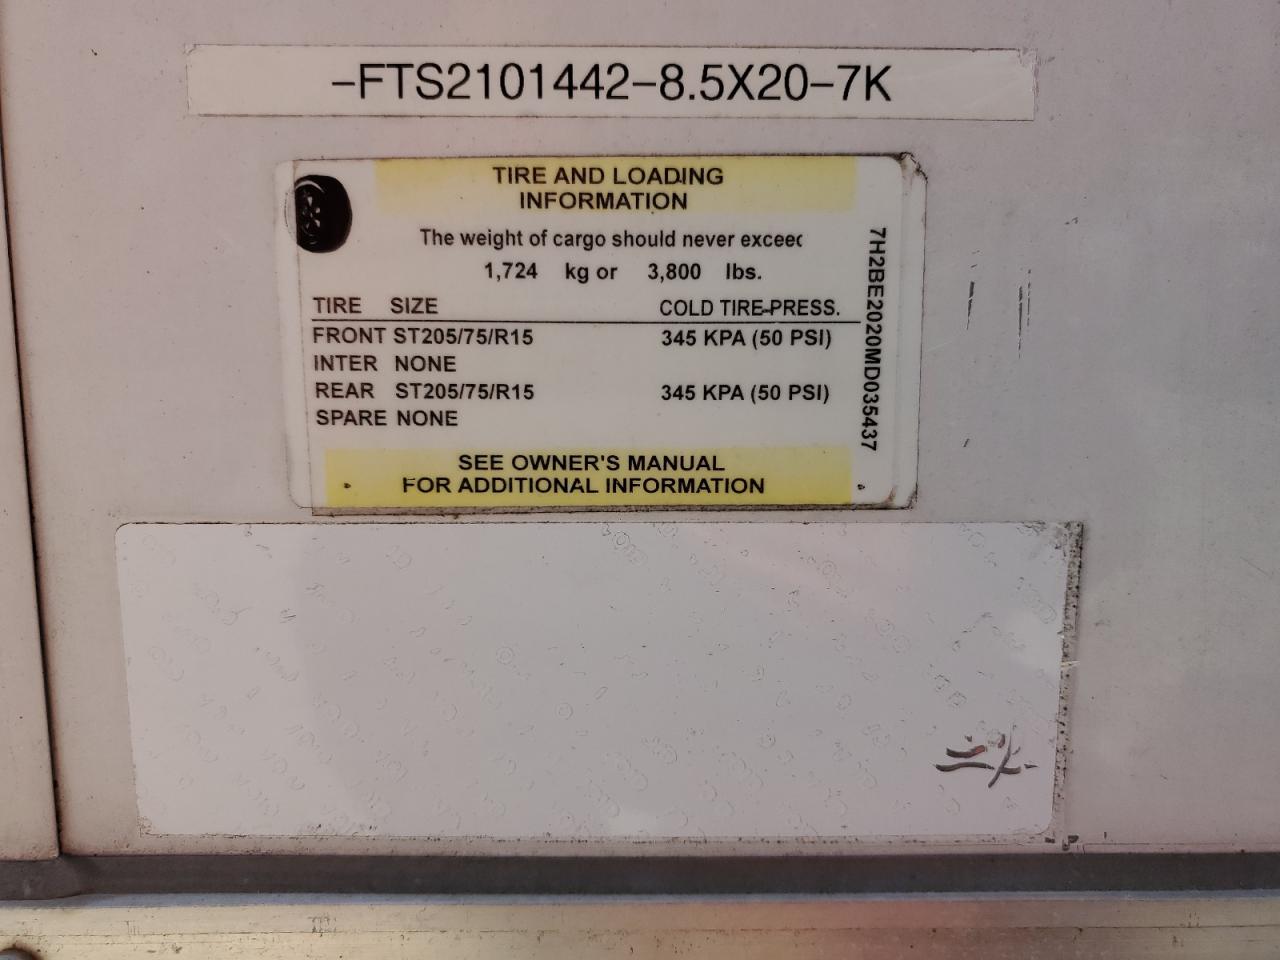 -FTS2101442-8.5X20-7K
TIRE AND LOADING
INFORMATION
The weight of cargo should never exceed
1,724 kg or 3,800 lbs.
TIRE SIZE COLD TIRE-PRESS.
FRONT ST205/75/R15 345 KPA (50 PSI)
INTER NONE
REAR ST205/75/R15 345 KPA (50 PSI)
SPARE NONE
SEE OWNER'S MANUAL
FOR ADDITIONAL INFORMATION
7H2BE2020MD035437